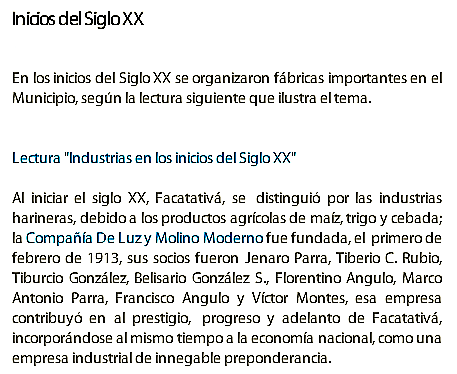 Inicios del Siglo XX
En los inicios del Siglo XX se organizaron fábricas importantes en el
Municipio, según la lectura siguiente que ilustra el tema.
Lectura "Industrias en los inicios del Siglo XX"
Al iniciar el siglo XX, Facatativá, se distinguió por las industrias
harineras, debido a los productos agrícolas de maíz, trigo y cebada;
la Compañía De Luz y Molino Moderno fue fundada, el primero de
febrero de 1913, sus socios fueron Jenaro Parra, Tiberio C. Rubio,
Tiburcio González, Belisario González S., Florentino Angulo, Marco
Antonio Parra, Francisco Angulo y Víctor Montes, esa empresa
contribuyó en al prestigio, progreso y adelanto de Facatativá,
incorporándose al mismo tiempo a la economía nacional, como una
empresa industrial de innegable preponderancia.